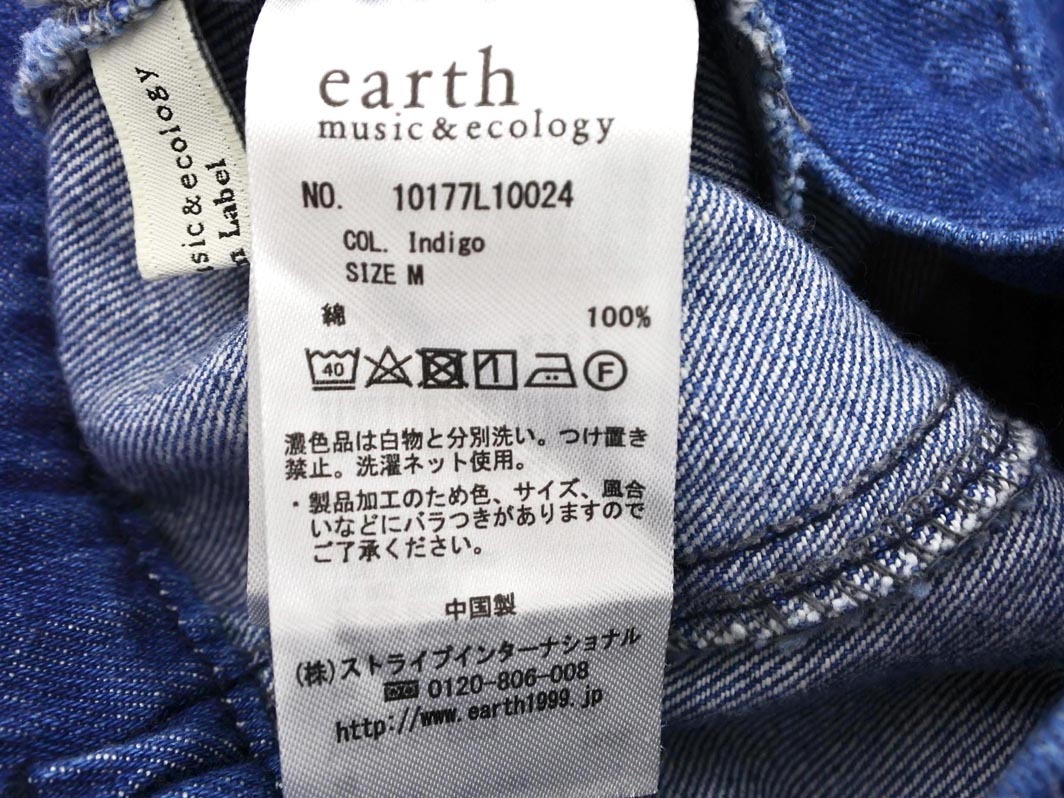 earth
music&ecology
NO. 10177L10024
COL. Indigo
SIZE M
綿 100%
40 F
濃色品は白物と分別洗い。つけ置き
禁止。洗濯ネット使用。
・製品加工のため色、サイズ、風合
いなどにバラつきがありますので
ご了承ください。
中国製
(株)ストライプインターナショナル
0120-806-008
http://www.earth1999.jp
usic&ecology
Label